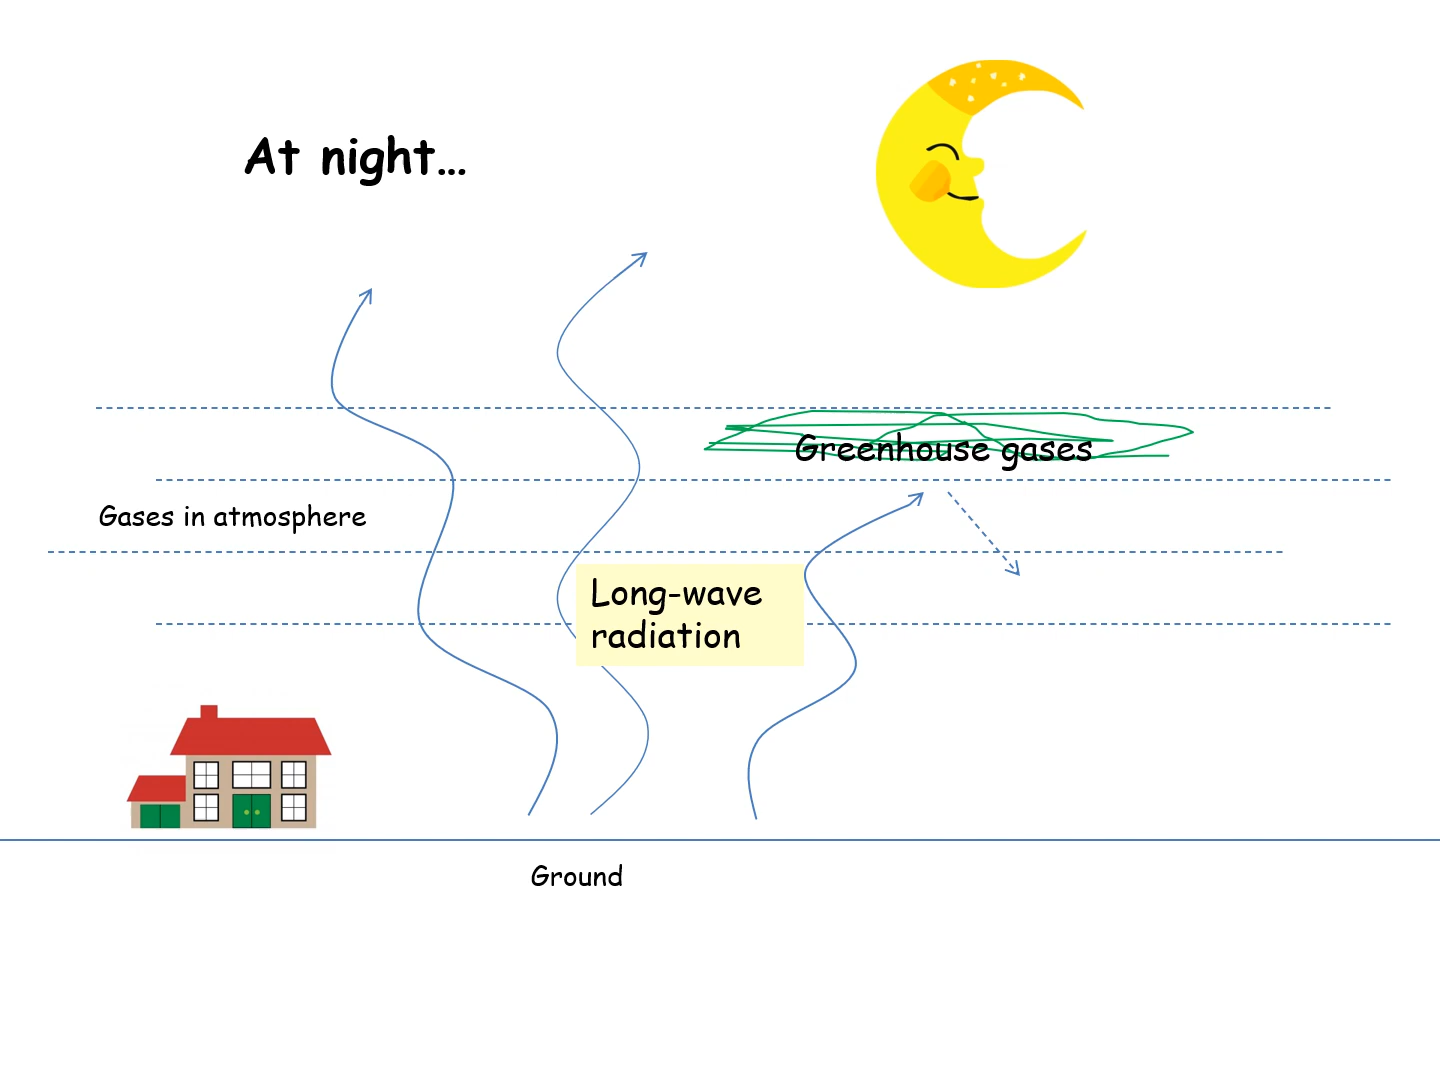 At night…
Greenhouse gases
Gases in atmosphere
Long-wave
radiation
Ground